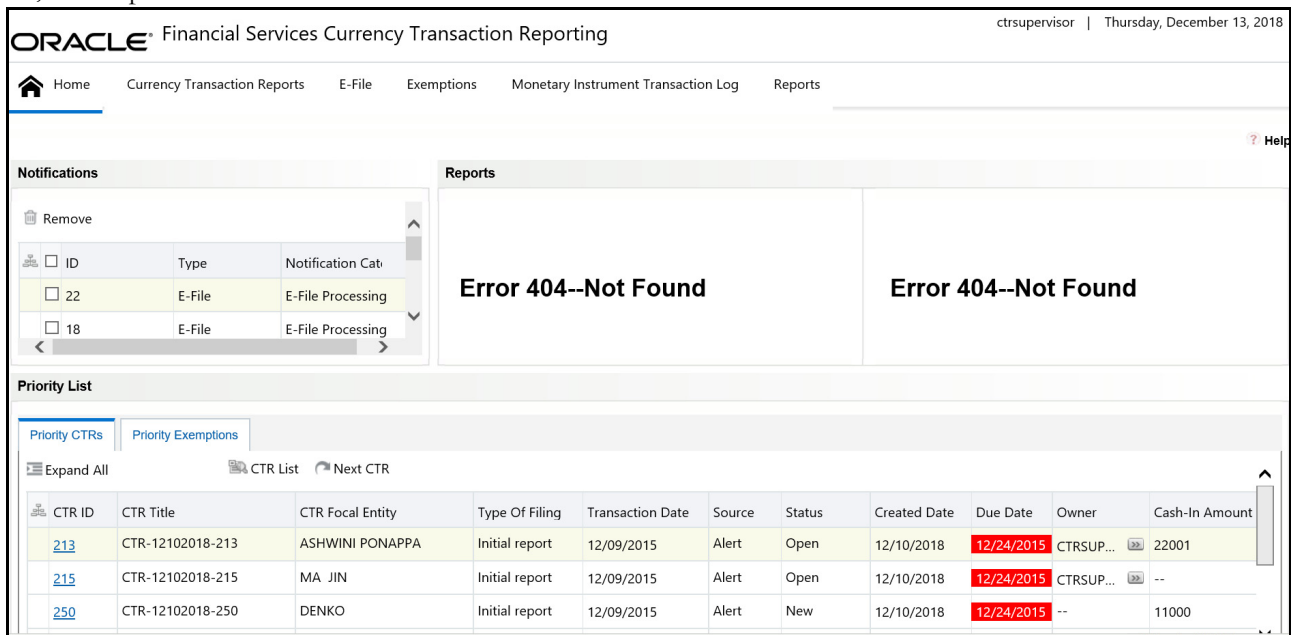 ORACLE® Financial Services Currency Transaction Reporting
ctrsupervisor | Thursday, December 13, 2018
Home Currency Transaction Reports E-File Exemptions Monetary Instrument Transaction Log Reports
? Help
Notifications
Remove
ID Type Notification Cat
22 E-File E-File Processing
18 E-File E-File Processing
Reports
Error 404--Not Found
Error 404--Not Found
Priority List
Priority CTRs Priority Exemptions
Expand All CTR List Next CTR
CTR ID CTR Title CTR Focal Entity Type Of Filing Transaction Date Source Status Created Date Due Date Owner Cash-In Amount
213 CTR-12102018-213 ASHWINI PONAPPA Initial report 12/09/2015 Alert Open 12/10/2018 12/24/2015 CTRSUP... 22001
215 CTR-12102018-215 MA JIN Initial report 12/09/2015 Alert Open 12/10/2018 12/24/2015 CTRSUP... --
250 CTR-12102018-250 DENKO Initial report 12/09/2015 Alert New 12/10/2018 12/24/2015 -- 11000